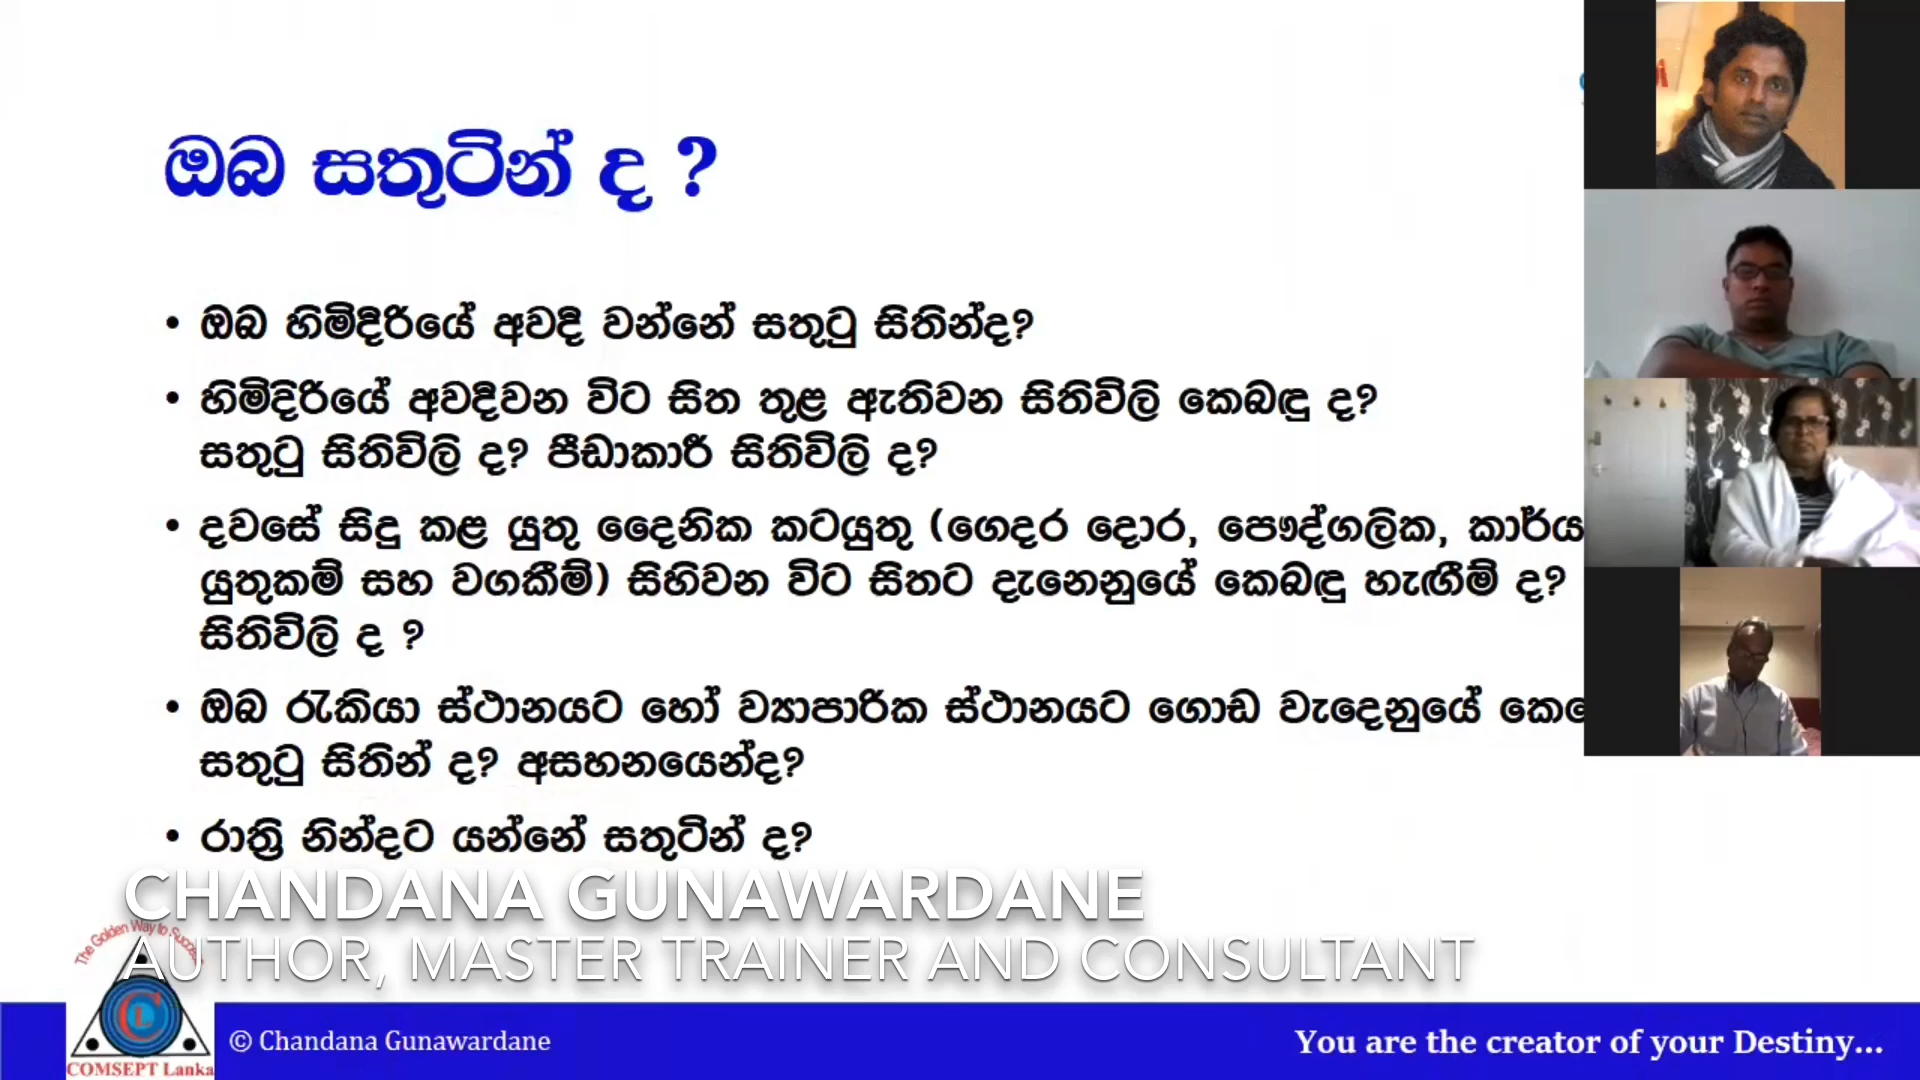 ඔබ සතුටින් ද ?
• ඔබ හිමිදිරියේ අවදි වන්නේ සතුටු සිතින්ද?
• හිමිදිරියේ අවදිවන විට සිත තුළ ඇතිවන සිතිවිලි කෙබඳු ද?
සතුටු සිතිවිලි ද? පීඩාකාරී සිතිවිලි ද?
• දවසේ සිදු කළ යුතු දෛනික කටයුතු (ගෙදර දොර, පෞද්ගලික, කාර්ය
යුතුකම් සහ වගකීම්) සිහිවන විට සිතට දැනෙනුයේ කෙබඳු හැඟීම් ද?
සිතිවිලි ද ?
• ඔබ රැකියා ස්ථානයට හෝ ව්‍යාපාරික ස්ථානයට ගොඩ වැදෙනුයේ
සතුටු සිතින් ද? අසහනයෙන්ද?
• රාත්‍රී නින්දට යන්නේ සතුටින් ද?
CHANDANA GUNAWARDANE
AUTHOR, MASTER TRAINER AND CONSULTANT
The Golden Way to Success
CL
COMSEPT Lanka
© Chandana Gunawardane
You are the creator of your Destiny...